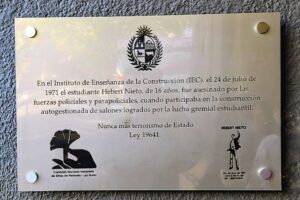 En el Instituto de Enseñanza de la Construcción (IEC), el 24 de julio de
1971 el estudiante Hebert Nieto, de 16 años, fue asesinado por las
fuerzas policiales y parapoliciales, cuando participaba en la construcción
autogestionada de salones logrados por la lucha gremial estudiantil.
Nunca más terrorismo de Estado.
Ley 19641.
HEBERT NIETO